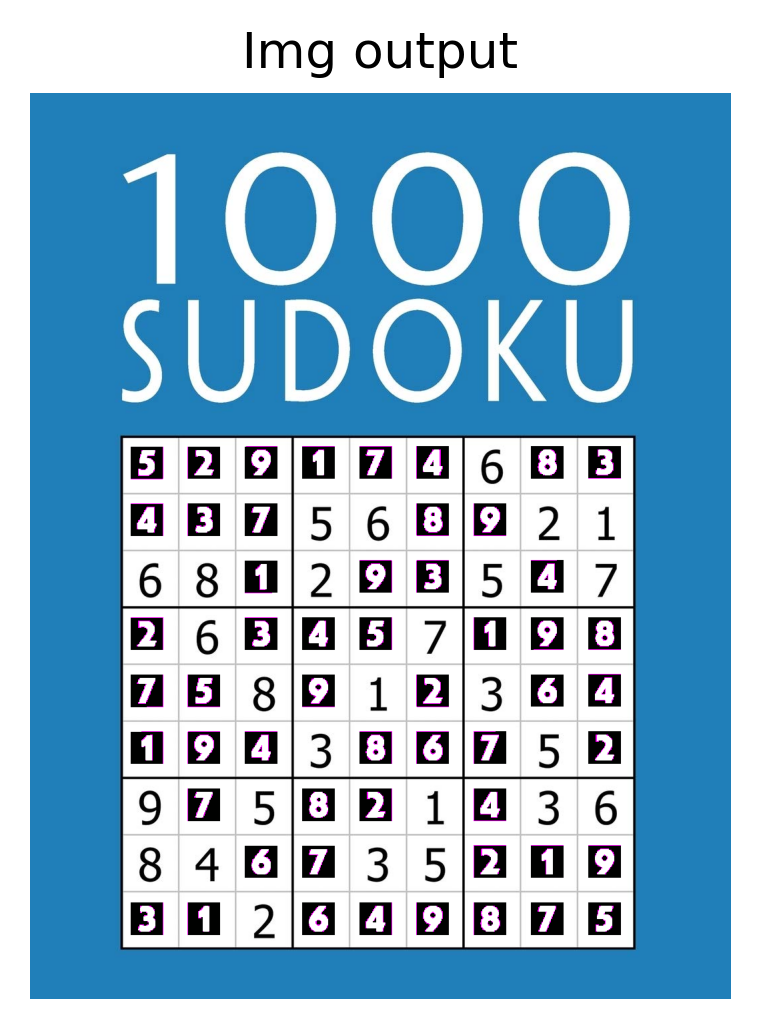 Img output
1000
SUDOKU
5 2 9 1 7 4 6 8 3
4 3 7 5 6 8 9 2 1
6 8 1 2 9 3 5 4 7
2 6 3 4 5 7 1 9 8
7 5 8 9 1 2 3 6 4
1 9 4 3 8 6 7 5 2
9 7 5 8 2 1 4 3 6
8 4 6 7 3 5 2 1 9
3 1 2 6 4 9 8 7 5